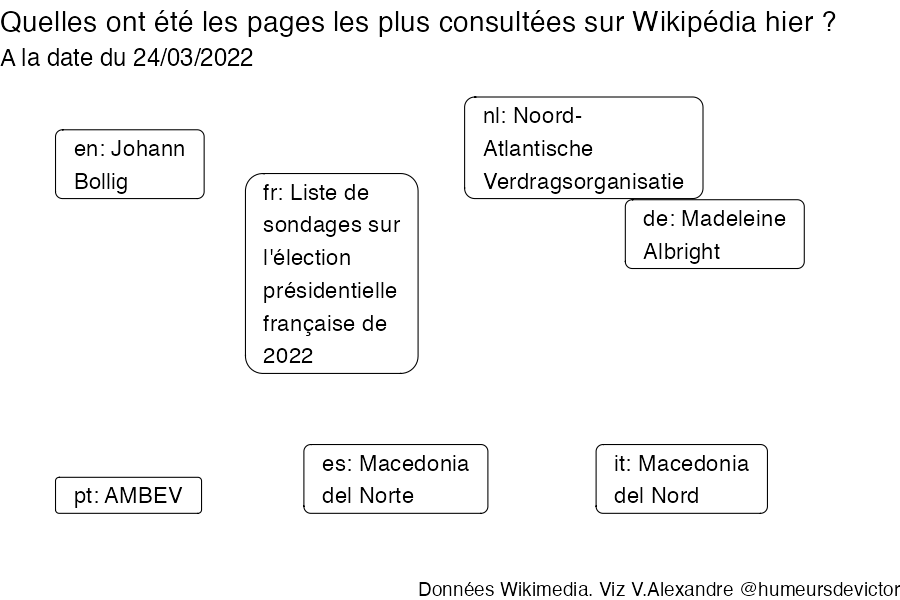 Quelles ont été les pages les plus consultées sur Wikipédia hier ?
A la date du 24/03/2022
en: Johann
Bollig
fr: Liste de
sondages sur
l'élection
présidentielle
française de
2022
nl: Noord-
Atlantische
Verdragsorganisatie
de: Madeleine
Albright
pt: AMBEV
es: Macedonia
del Norte
it: Macedonia
del Nord
Données Wikimedia. Viz V.Alexandre @humeursdevictor